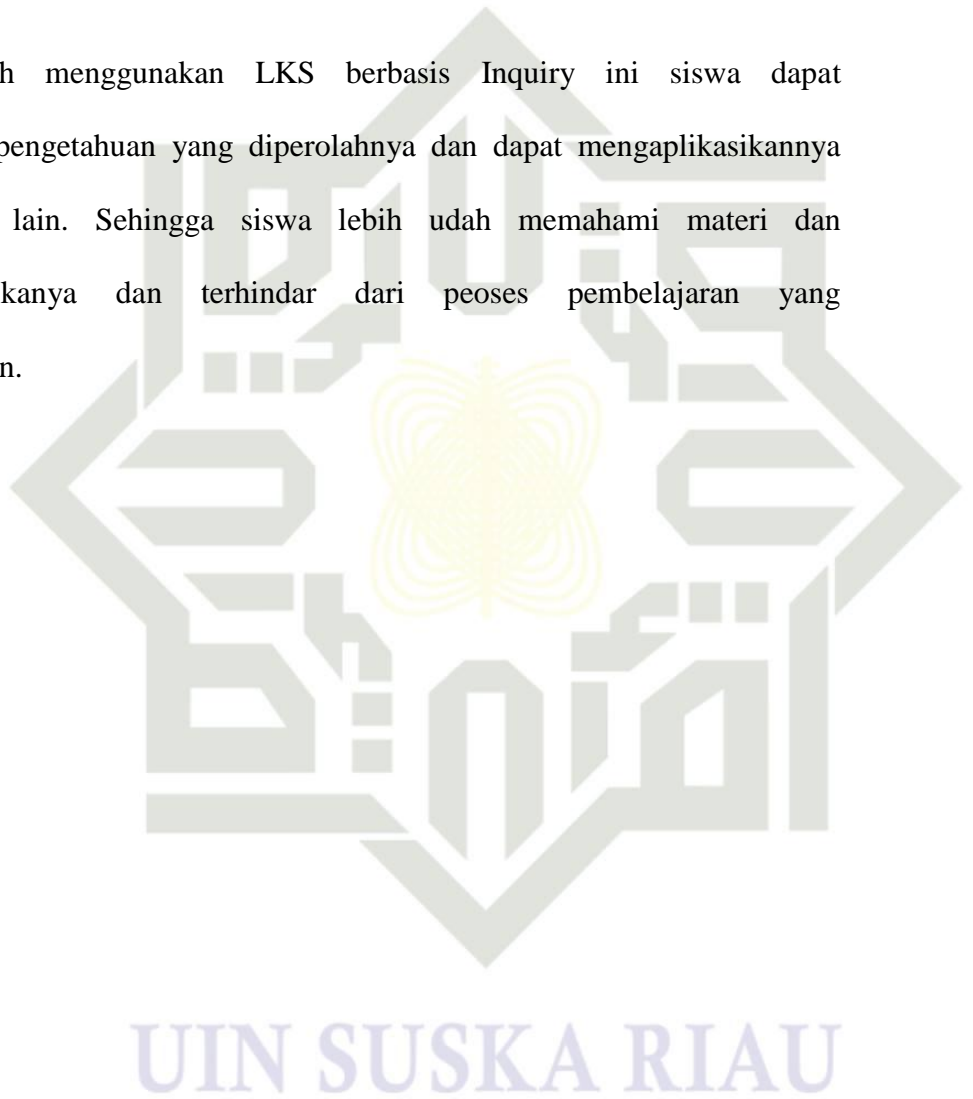 h menggunakan LKS berbasis Inquiry ini siswa dapat
pengetahuan yang diperolahnya dan dapat mengaplikasikannya
lain. Sehingga siswa lebih udah memahami materi dan
kanya dan terhindar dari peoses pembelajaran yang
n.
UIN SUSKA RIAU